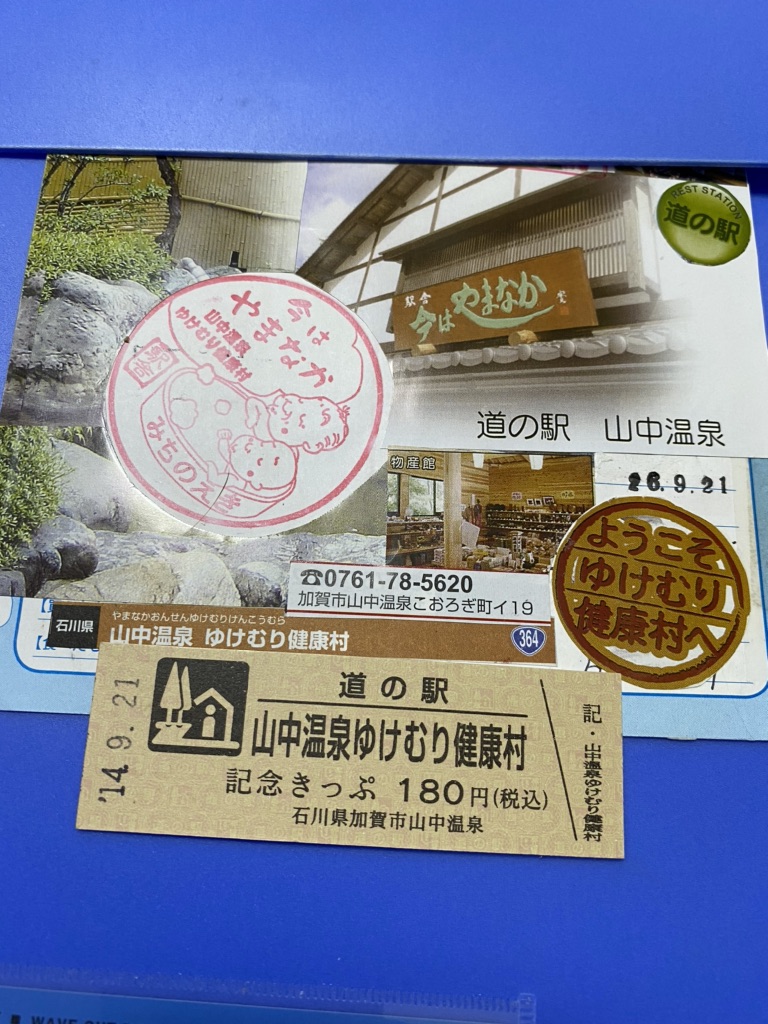 REST STATION
道の駅
駅舎
今はやまなか
今は
やまなか
山中温泉
ゆけむり健康村
駅舎
みちのえき
道の駅 山中温泉
物産館
26.9.21
☎0761-78-5620
加賀市山中温泉こおろぎ町イ19
ようこそ
ゆけむり
健康村へ
石川県
やまなかおんせんゆけむりけんこうむら
山中温泉 ゆけむり健康村
364
'14.9.21
道の駅
山中温泉ゆけむり健康村
記念きっぷ 180円(税込)
石川県加賀市山中温泉
記・山中温泉ゆけむり健康村